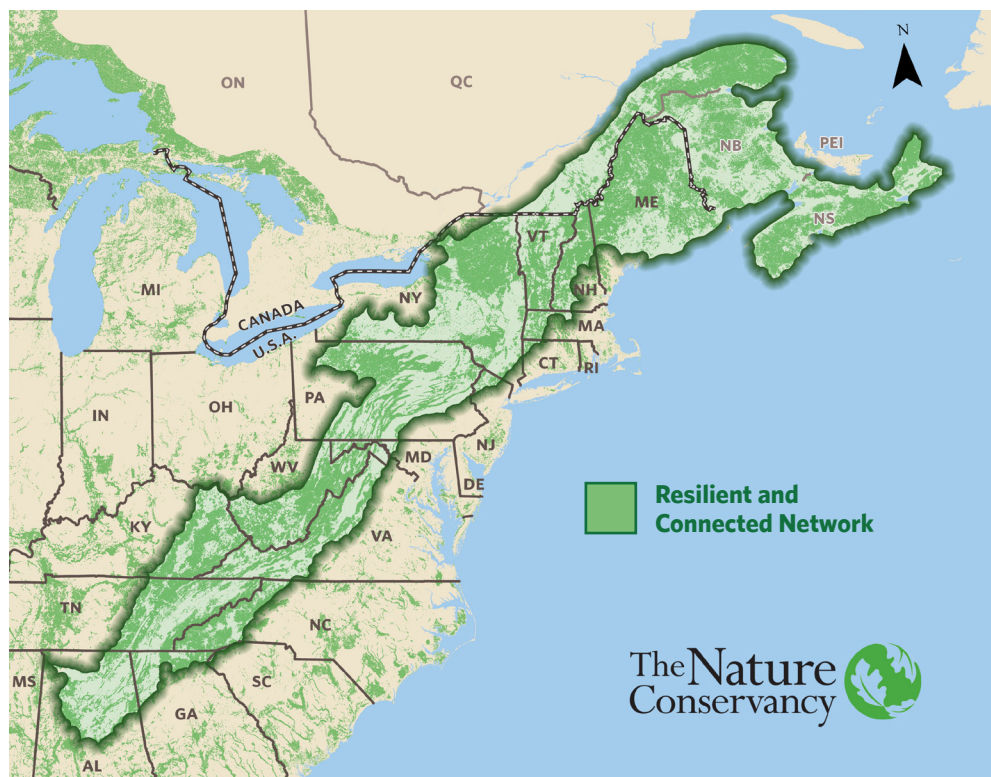 N
ON
QC
PEI
NB
ME
NS
VT
MI
NH
NY
CANADA
U.S.A.
MA
CT
RI
PA
IN
OH
NJ
MD
WV
DE
KY
VA
TN
NC
MS
SC
GA
AL
Resilient and
Connected Network
The Nature
Conservancy